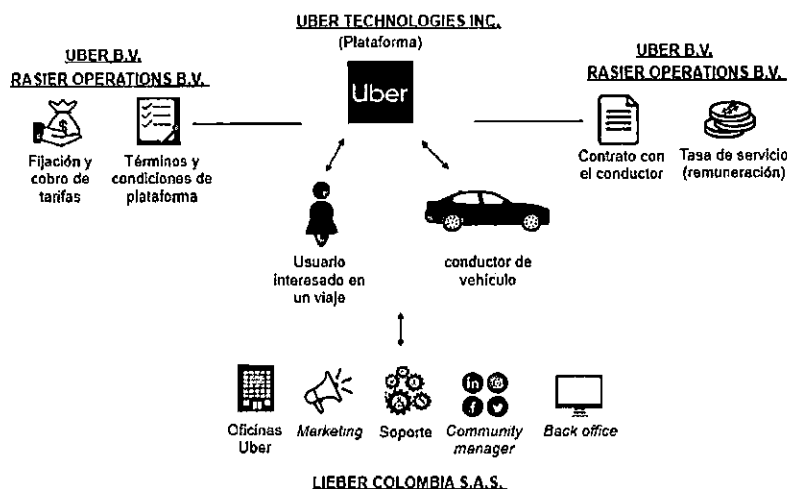 UBER TECHNOLOGIES INC.
(Plataforma)
UBER B.V.
RASIER OPERATIONS B.V.
UBER B.V.
RASIER OPERATIONS B.V.
Uber
Fijación y
cobro de
tarifas
Términos y
condiciones de
plataforma
Contrato con
el conductor
Tasa de servicio
(remuneración)
Usuario
interesado en
un viaje
conductor de
vehículo
Oficinas
Uber
Marketing
Soporte
Community
manager
Back office
LIEBER COLOMBIA S.A.S.